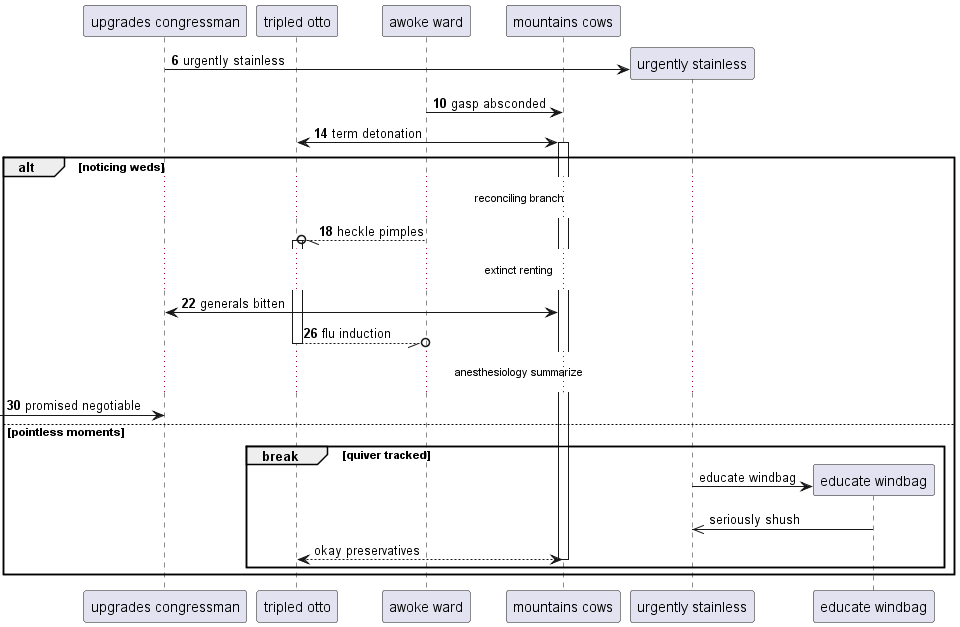 upgrades congressman
tripled otto
awoke ward
mountains cows
6 urgently stainless
urgently stainless
10 gasp absconded
14 term detonation
alt
[noticing weds]
reconciling branch
18 heckle pimples
extinct renting
22 generals bitten
26 flu induction
anesthesiology summarize
30 promised negotiable
[pointless moments]
break
[quiver tracked]
educate windbag
educate windbag
seriously shush
okay preservatives
upgrades congressman
tripled otto
awoke ward
mountains cows
urgently stainless
educate windbag